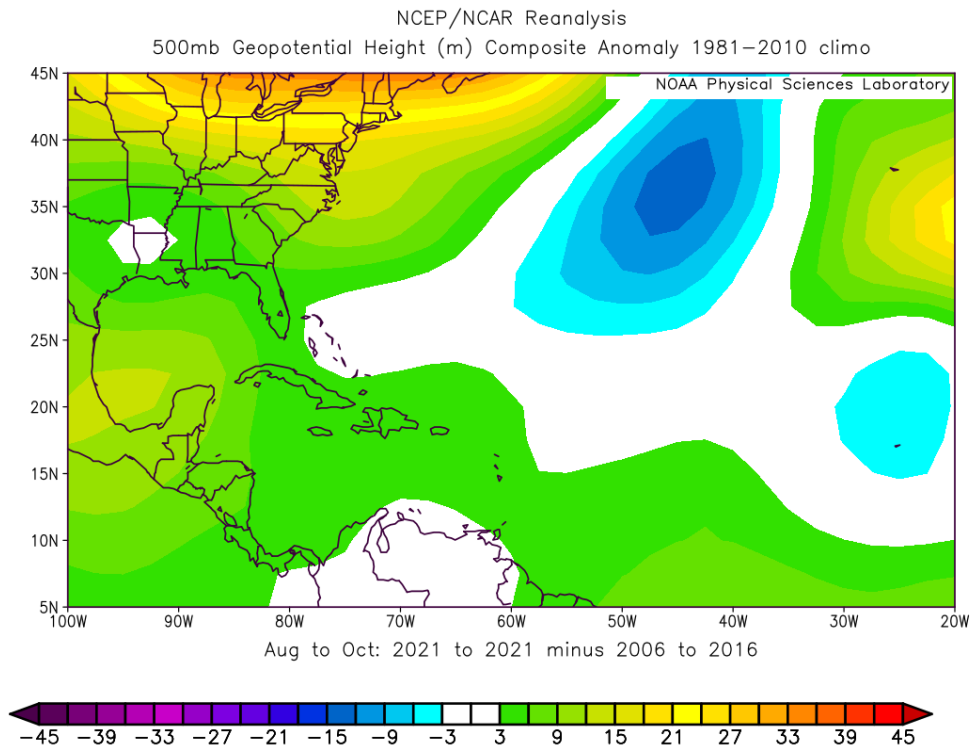 NCEP/NCAR Reanalysis
500mb Geopotential Height (m) Composite Anomaly 1981−2010 climo
NOAA Physical Sciences Laboratory
45N
40N
35N
30N
25N
20N
15N
10N
5N
100W 90W 80W 70W 60W 50W 40W 30W 20W
Aug to Oct: 2021 to 2021 minus 2006 to 2016
−45 −39 −33 −27 −21 −15 −9 −3 3 9 15 21 27 33 39 45